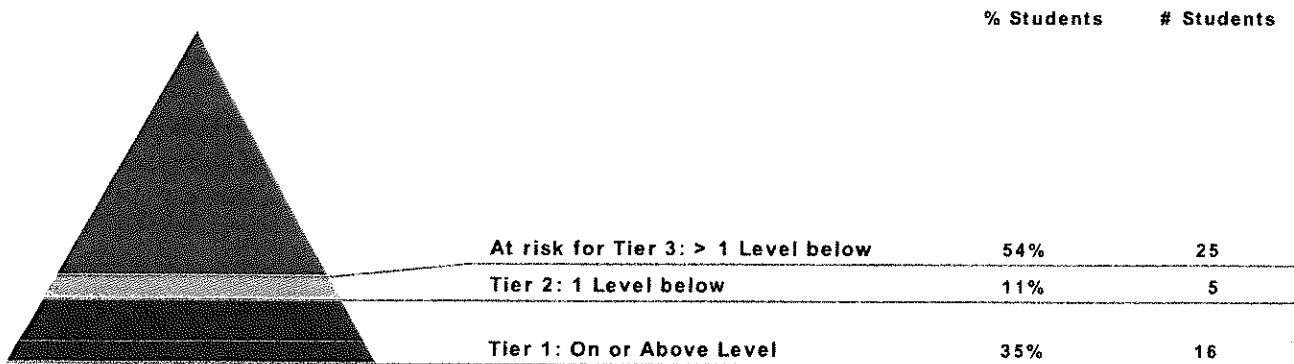 % Students # Students
At risk for Tier 3: > 1 Level below 54% 25
Tier 2: 1 Level below 11% 5
Tier 1: On or Above Level 35% 16